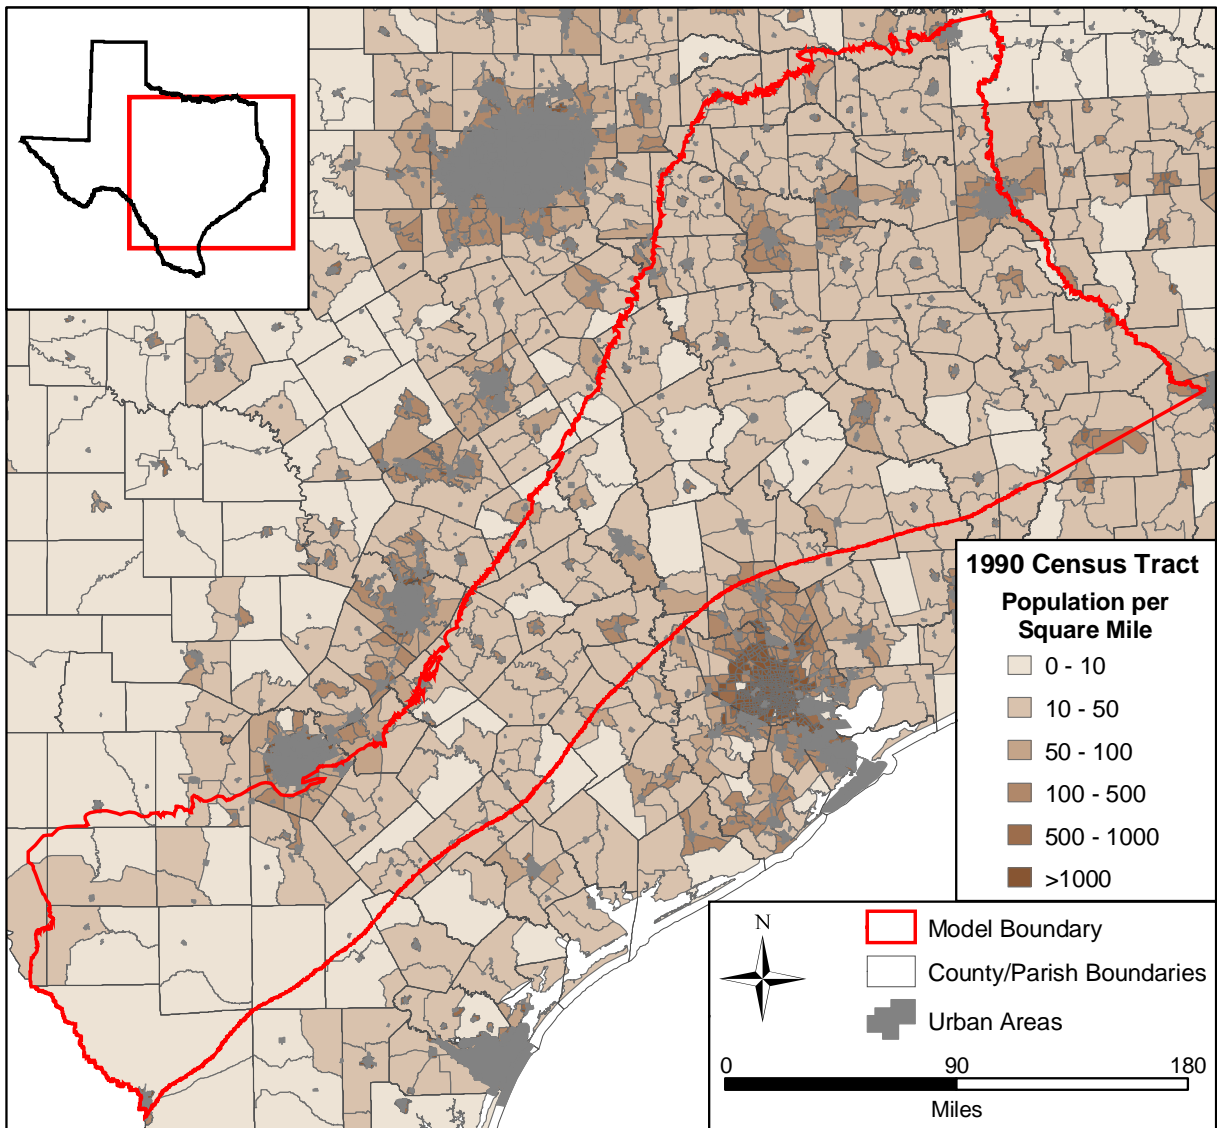 1990 Census Tract
Population per
Square Mile
0 - 10
10 - 50
50 - 100
100 - 500
500 - 1000
>1000
N
Model Boundary
County/Parish Boundaries
Urban Areas
0 90 180
Miles